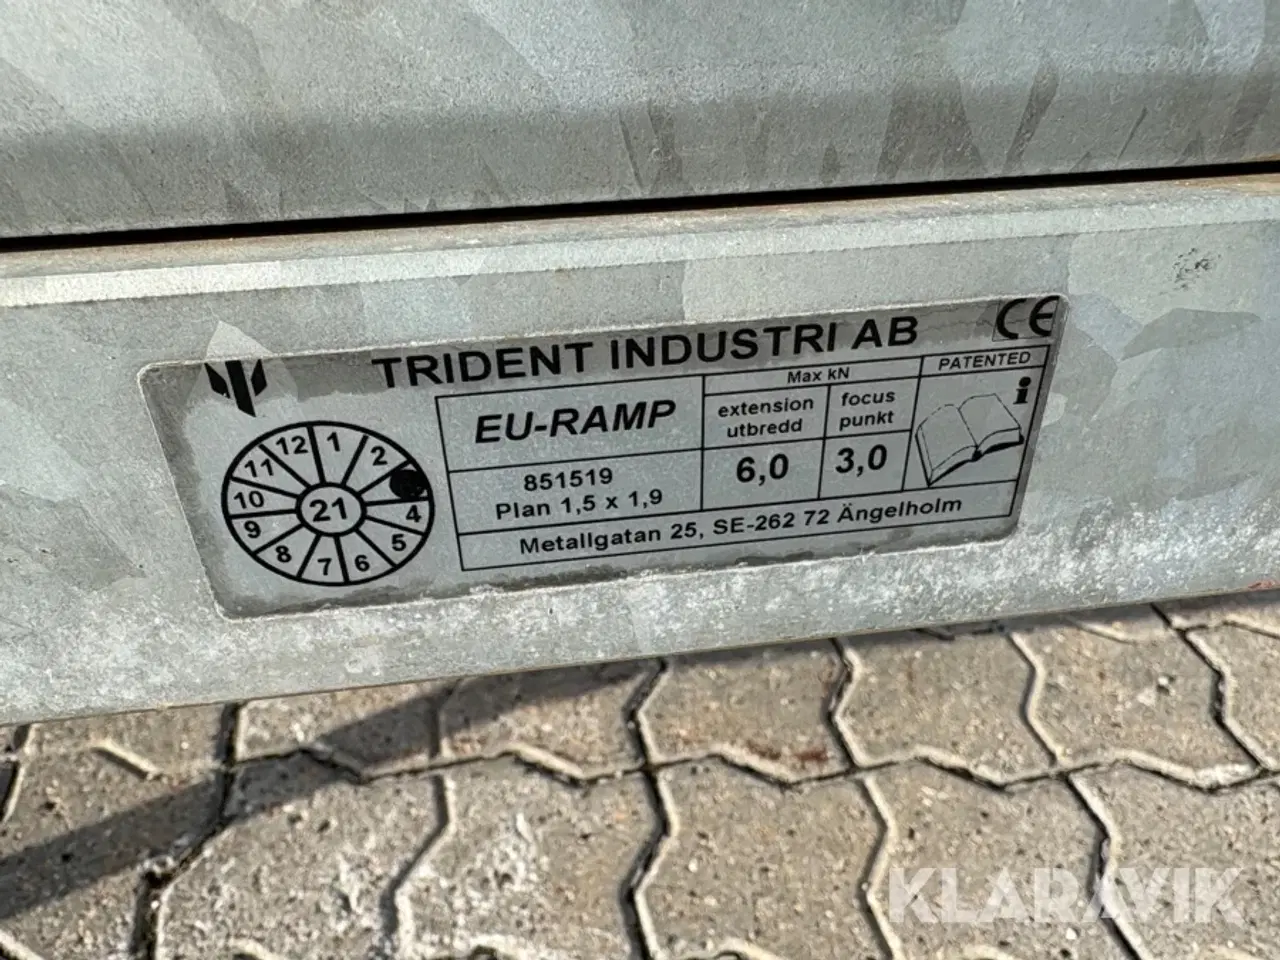 TRIDENT INDUSTRI AB
CE
EU-RAMP
Max kN
PATENTED
extension
utbredd
focus
punkt
i
851519
Plan 1,5 x 1,9
6,0
3,0
Metallgatan 25, SE-262 72 Ängelholm
12 1 2 4 5 6 7 8 9 10 11
21
KLARAVIK